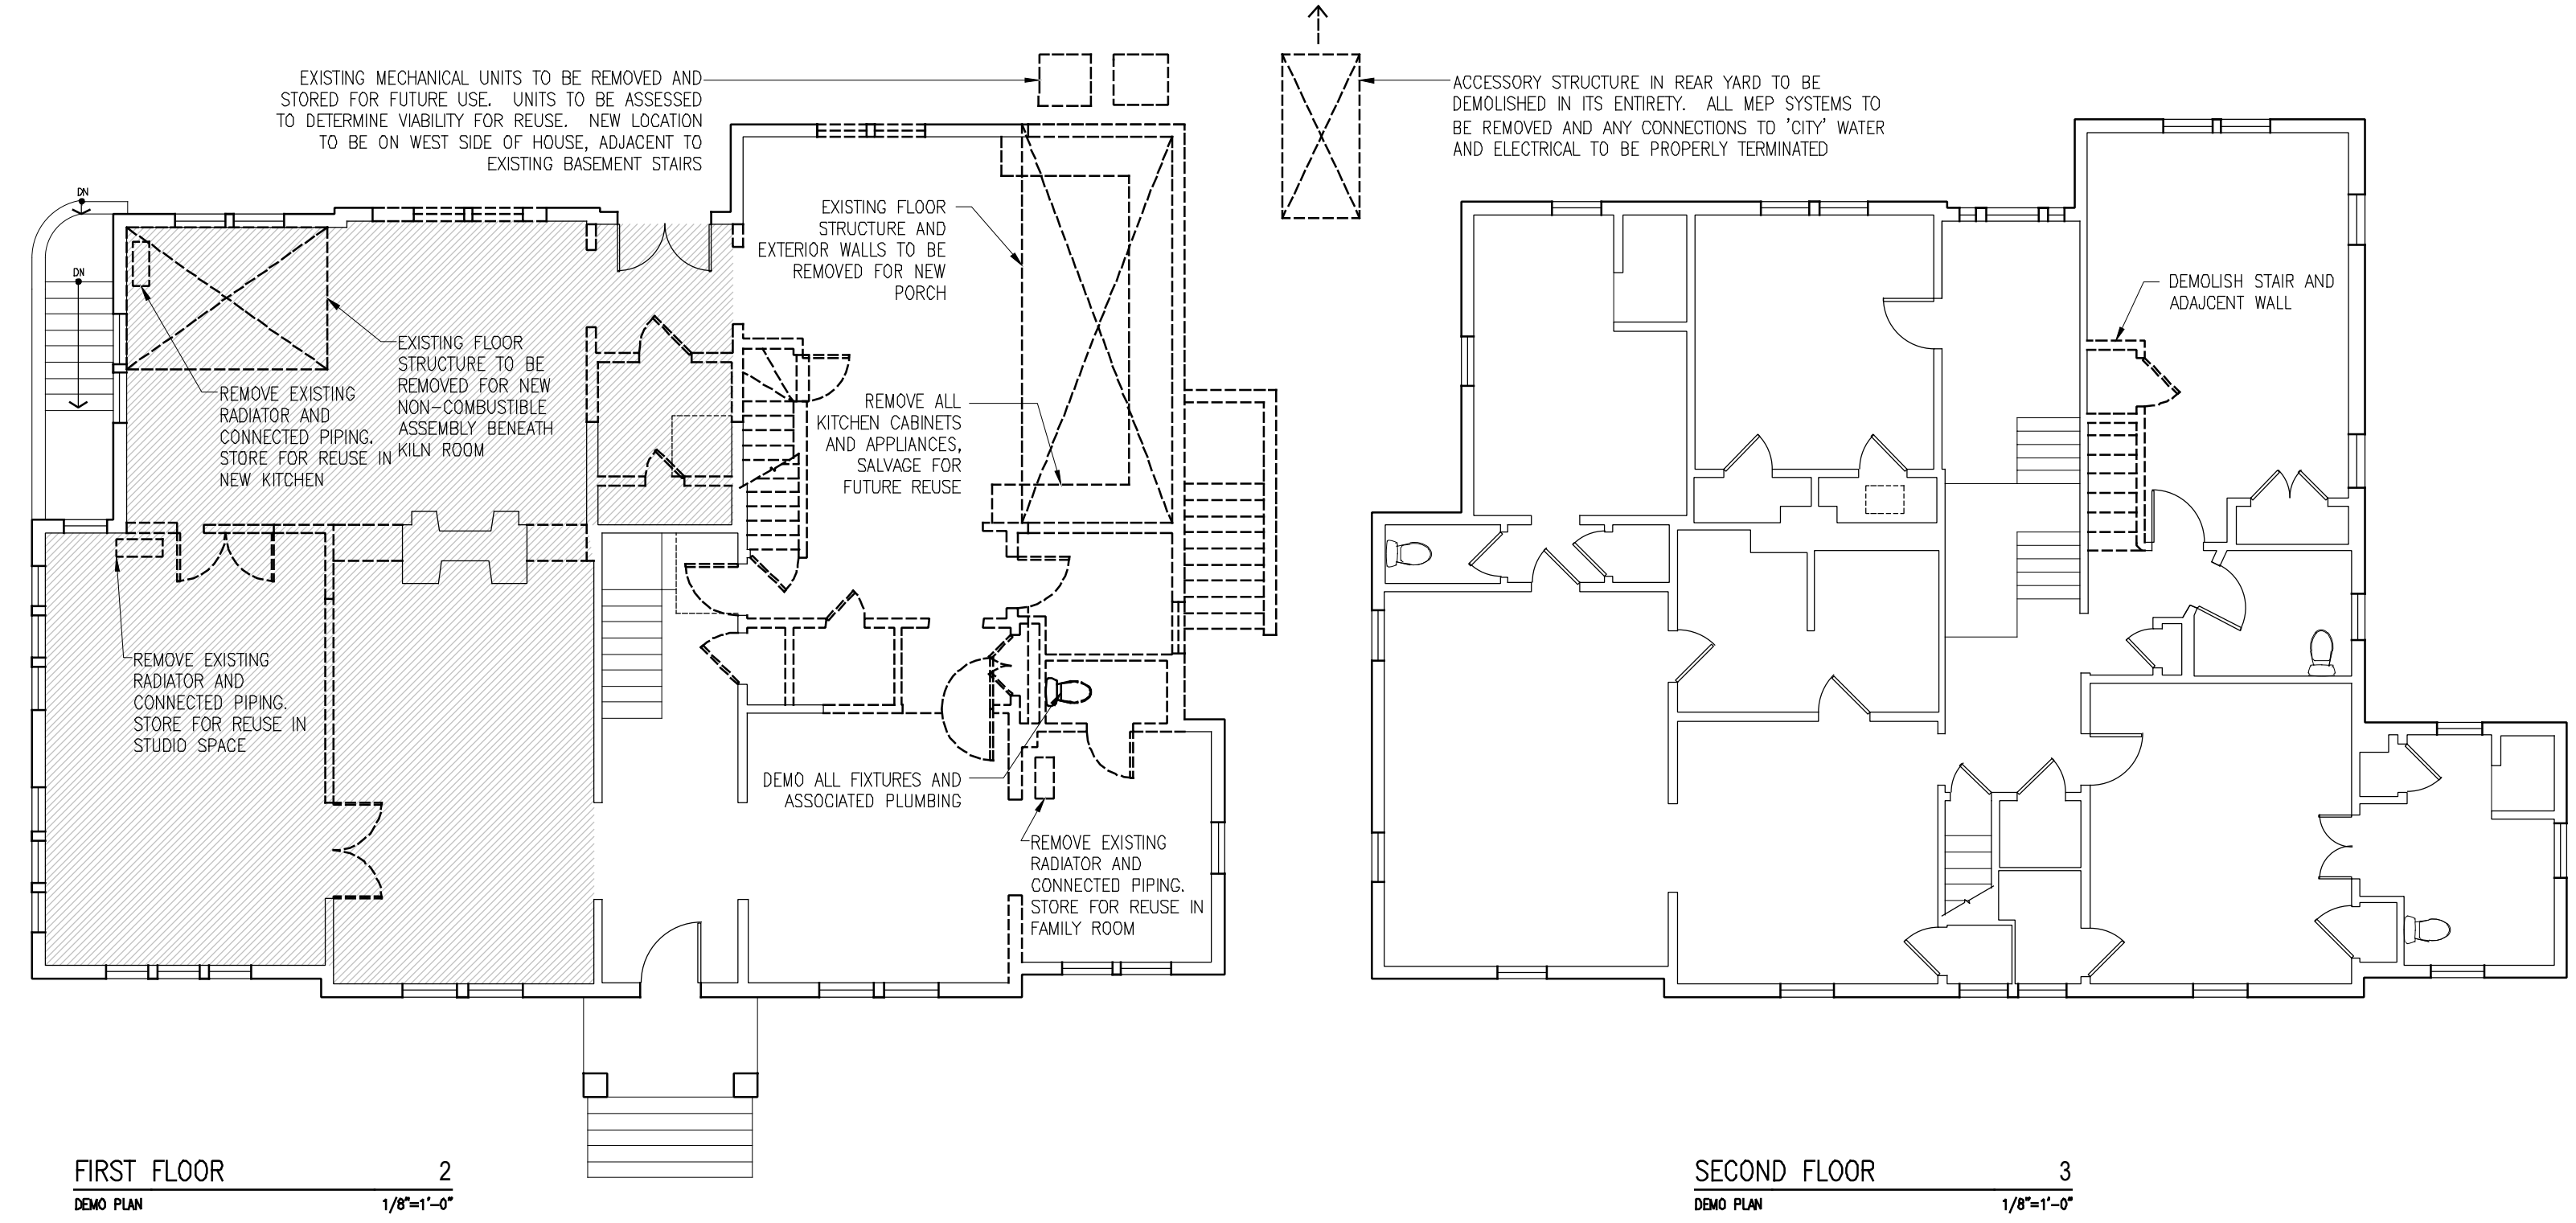 EXISTING MECHANICAL UNITS TO BE REMOVED AND
STORED FOR FUTURE USE. UNITS TO BE ASSESSED
TO DETERMINE VIABILITY FOR REUSE. NEW LOCATION
TO BE ON WEST SIDE OF HOUSE, ADJACENT TO
EXISTING BASEMENT STAIRS
ACCESSORY STRUCTURE IN REAR YARD TO BE
DEMOLISHED IN ITS ENTIRETY. ALL MEP SYSTEMS TO
BE REMOVED AND ANY CONNECTIONS TO 'CITY' WATER
AND ELECTRICAL TO BE PROPERLY TERMINATED
DN
DN
EXISTING FLOOR
STRUCTURE AND
EXTERIOR WALLS TO BE
REMOVED FOR NEW
PORCH
EXISTING FLOOR
STRUCTURE TO BE
REMOVED FOR NEW
NON-COMBUSTIBLE
ASSEMBLY BENEATH
KILN ROOM
REMOVE EXISTING
RADIATOR AND
CONNECTED PIPING.
STORE FOR REUSE IN
NEW KITCHEN
REMOVE ALL
KITCHEN CABINETS
AND APPLIANCES,
SALVAGE FOR
FUTURE REUSE
DEMOLISH STAIR AND
ADAJCENT WALL
REMOVE EXISTING
RADIATOR AND
CONNECTED PIPING.
STORE FOR REUSE IN
STUDIO SPACE
DEMO ALL FIXTURES AND
ASSOCIATED PLUMBING
REMOVE EXISTING
RADIATOR AND
CONNECTED PIPING.
STORE FOR REUSE IN
FAMILY ROOM
FIRST FLOOR 2
DEMO PLAN 1/8"=1'-0"
SECOND FLOOR 3
DEMO PLAN 1/8"=1'-0"